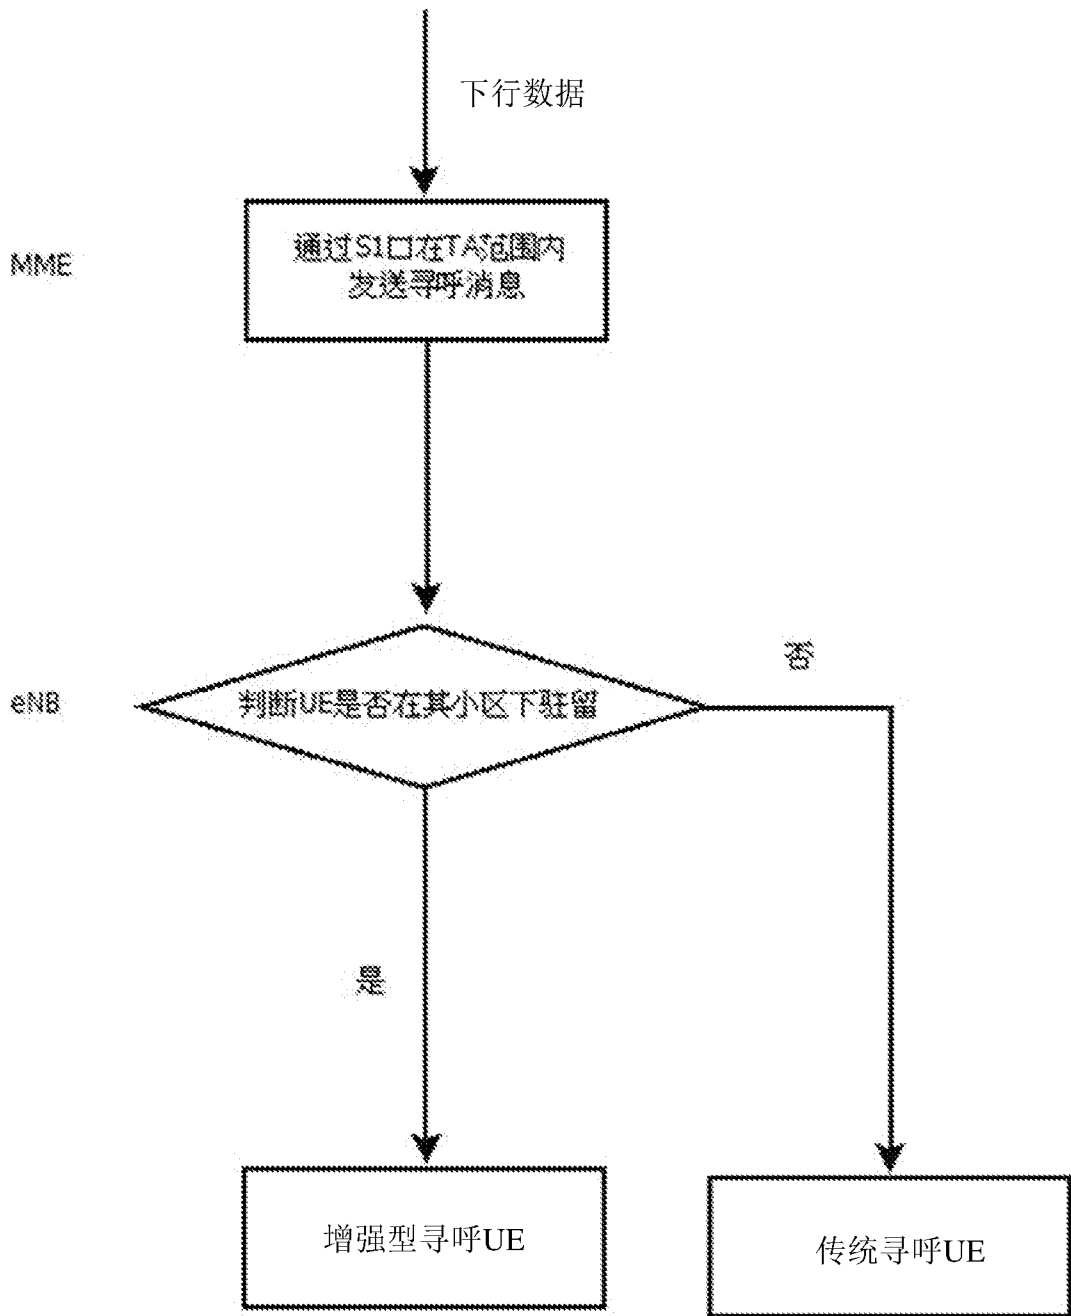 下行数据
MME
通过S1口在TA范围内
发送寻呼消息
否
eNB
判断UE是否在其小区下驻留
是
增强型寻呼UE
传统寻呼UE